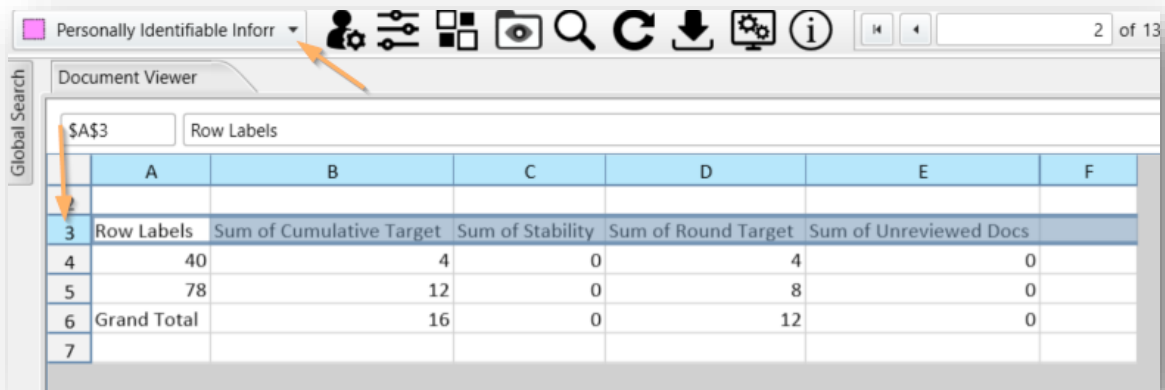 Personally Identifiable Inforr 2 of 13
Global Search
Document Viewer
$A$3 Row Labels
A B C D E F
2
3 Row Labels Sum of Cumulative Target Sum of Stability Sum of Round Target Sum of Unreviewed Docs
4 40 4 0 4 0
5 78 12 0 8 0
6 Grand Total 16 0 12 0
7